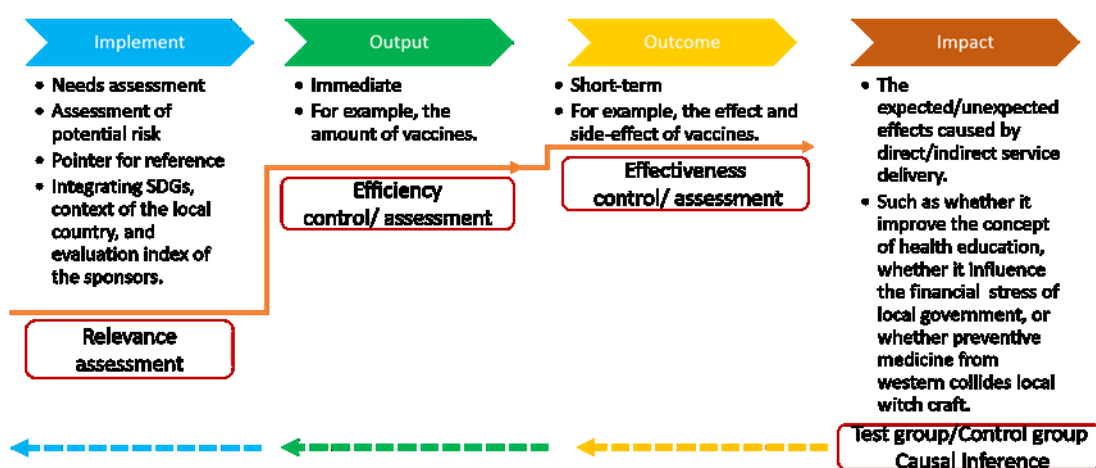 Implement
• Needs assessment
• Assessment of
potential risk
• Pointer for reference
• Integrating SDGs,
context of the local
country, and
evaluation index of
the sponsors.
Relevance
assessment
Output
• Immediate
• For example, the
amount of vaccines.
Efficiency
control/ assessment
Outcome
• Short-term
• For example, the effect and
side-effect of vaccines.
Effectiveness
control/ assessment
Impact
• The
expected/unexpected
effects caused by
direct/indirect service
delivery.
• Such as whether it
improve the concept
of health education,
whether it influence
the financial stress of
local government, or
whether preventive
medicine from
western collides local
witch craft.
Test group/Control group
Causal Inference